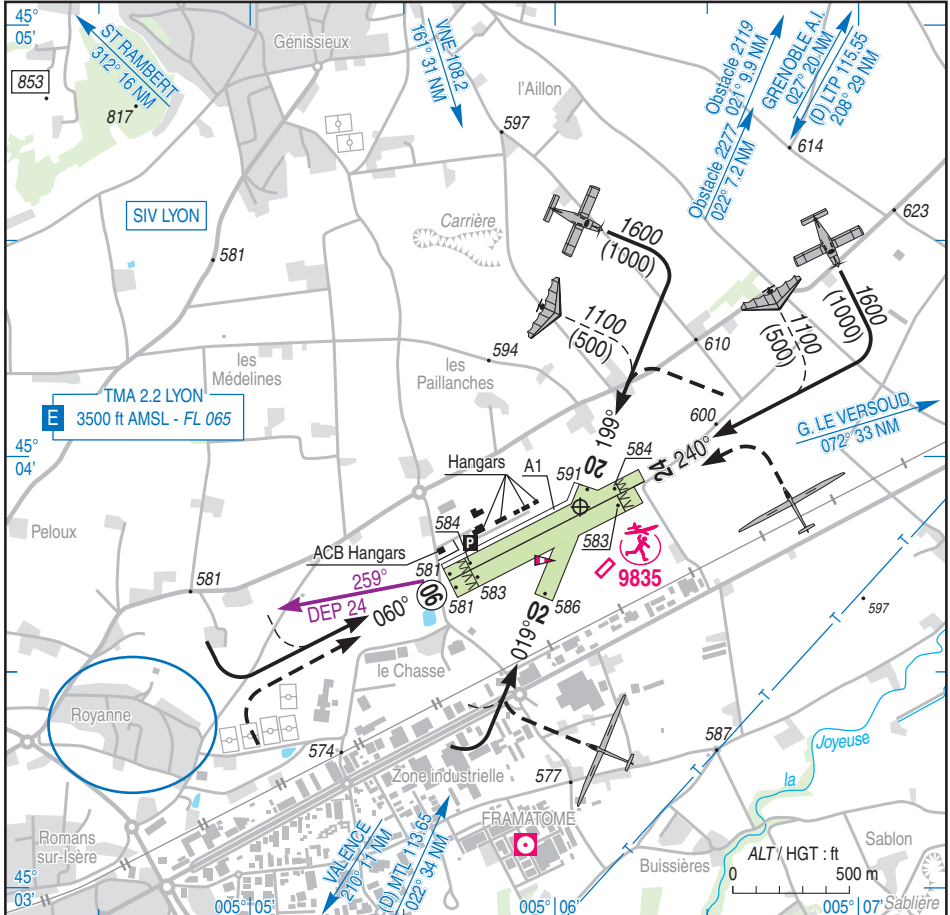 45°
05'
ST RAMBERT
312° 16 NM
853
817
Génissieux
VNE 108.2
161° 31 NM
l'Aillon
597
Obstacle 2119
021° 9.9 NM
GRENOBLE A.I.
027° 20 NM
(D) LTP 115.55
208° 29 NM
Obstacle 2277
022° 7.2 NM
614
623
SIV LYON
581
Carrière
1600
(1000)
1100
(500)
1600
(1000)
1100
(500)
610
594
les
Médelines
les
Paillanches
E
TMA 2.2 LYON
3500 ft AMSL - FL 065
600
G. LE VERSOUD
072° 33 NM
45°
04'
199°
20
240°
24
584
591
Hangars
A1
584
P
583
9835
Peloux
ACB Hangars
581
581
583
586
581
259°
DEP 24
060°
06
02
019°
597
le Chasse
Royanne
574
Zone industrielle
577
587
T
T
T
la
Joyeuse
FRAMATOME
VALENCE
210° 11 NM
(D) MTL 113.65
022° 34 NM
Romans
sur-Isère
Buissières
Sablon
Sablière
ALT / HGT : ft
0
500 m
45°
03'
005° 05'
005° 06'
005° 07'